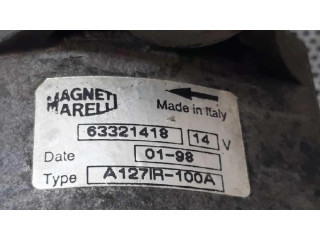 MAGNETI
MARELLI
Made in Italy
63321418 14 V
Date 01-98
Type A127IR-100A